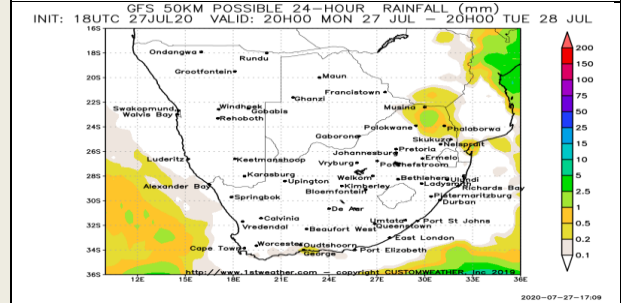 GFS 50KM POSSIBLE 24-HOUR RAINFALL (mm)
INIT: 18UTC 27JUL20 VALID: 20H00 MON 27 JUL - 20H00 TUE 28 JUL
16S
18S
20S
22S
24S
26S
28S
30S
32S
34S
36S
Ondangwa
Rundu
Grootfontein
Maun
Francistown
Ghanzi
Musina
Swakopmund
Windhoek
Gobabis
Walvis Bay
Rehoboth
Polokwane
Phalaborwa
Gaborone
Skukuza
Nelspruit
Pretoria
Johannesburg
Ermelo
Luderitz
Keetmanshoop
Vryburg
Potchefstroom
Karasburg
Upington
Welkom
Bethlehem
Ulundi
Alexander Bay
Kimberley
Ladysmith
Bloemfontein
Richards Bay
Springbok
Pietermaritzburg
Durban
De Aar
Calvinia
Umtata
Port St Johns
Vredendal
Beaufort West
Queenstown
East London
Cape Town
Worcester
Oudtshoorn
George
Port Elizabeth
http://www.1stweather.com - copyright CUSTOMWEATHER, inc 2019
12E 15E 18E 21E 24E 27E 30E 33E 36E
200
150
100
75
50
25
15
10
5
2.5
1
0.5
0.2
0.1
2020-07-27-17:09